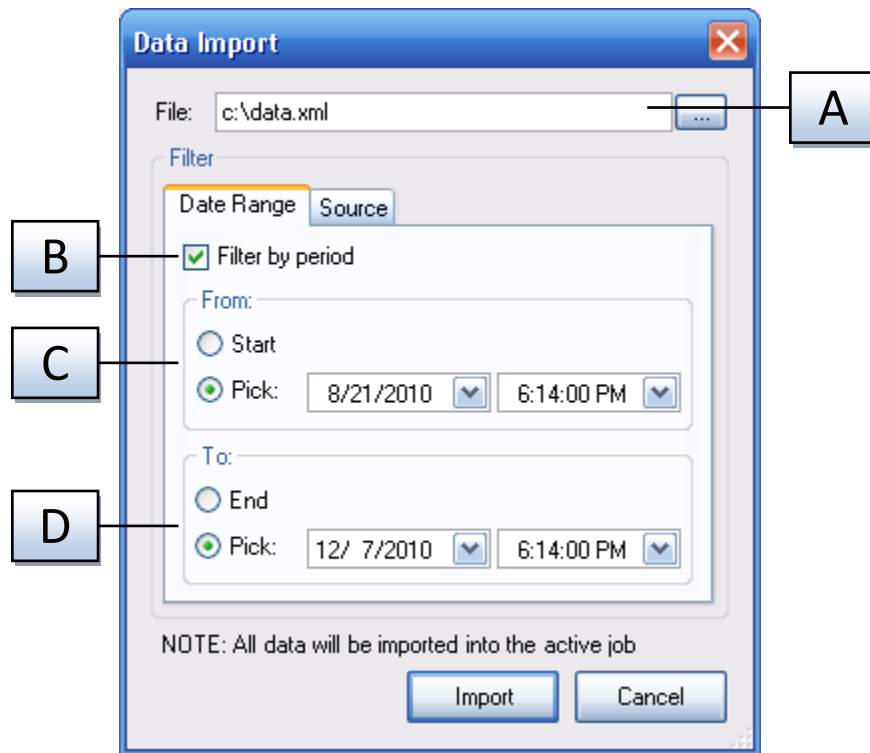 Data Import
File: c:\data.xml ...
A
Filter
Date Range Source
B
Filter by period
From:
Start
C
Pick: 8/21/2010 6:14:00 PM
To:
End
D
Pick: 12/ 7/2010 6:14:00 PM
NOTE: All data will be imported into the active job
Import Cancel